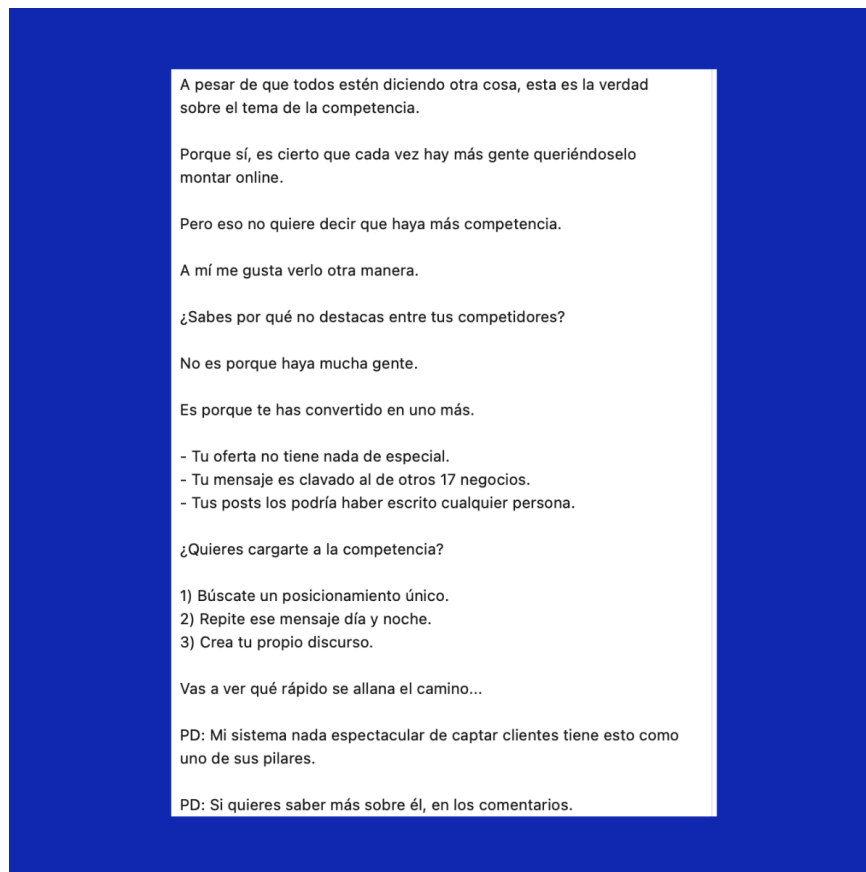 A pesar de que todos estén diciendo otra cosa, esta es la verdad
sobre el tema de la competencia.
Porque sí, es cierto que cada vez hay más gente queriéndoselo
montar online.
Pero eso no quiere decir que haya más competencia.
A mí me gusta verlo otra manera.
¿Sabes por qué no destacas entre tus competidores?
No es porque haya mucha gente.
Es porque te has convertido en uno más.
- Tu oferta no tiene nada de especial.
- Tu mensaje es clavado al de otros 17 negocios.
- Tus posts los podría haber escrito cualquier persona.
¿Quieres cargarte a la competencia?
1) Búscate un posicionamiento único.
2) Repite ese mensaje día y noche.
3) Crea tu propio discurso.
Vas a ver qué rápido se allana el camino...
PD: Mi sistema nada espectacular de captar clientes tiene esto como
uno de sus pilares.
PD: Si quieres saber más sobre él, en los comentarios.